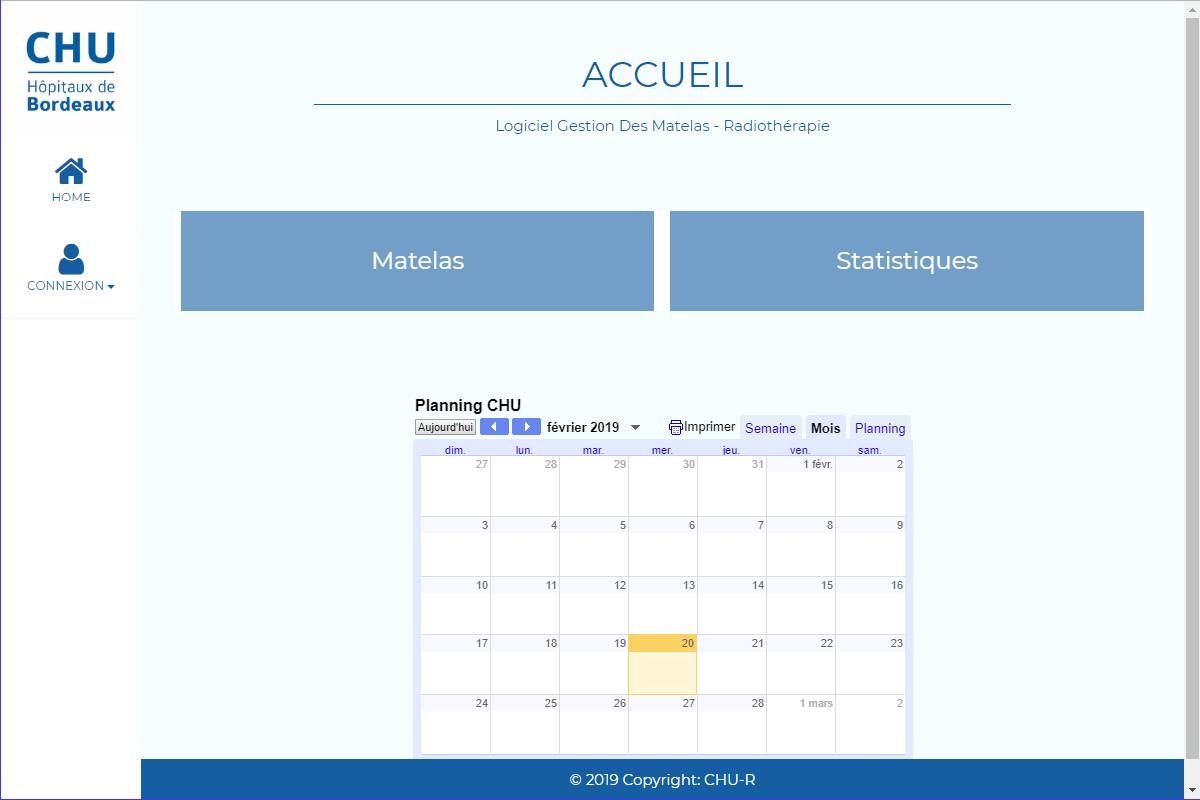 CHU
Hôpitaux de
Bordeaux
HOME
CONNEXION
ACCUEIL
Logiciel Gestion Des Matelas - Radiothérapie
Matelas
Statistiques
Planning CHU
Aujourd'hui février 2019 Imprimer Semaine Mois Planning
dim. lun. mar. mer. jeu. ven. sam.
27 28 29 30 31 1 févr. 2
3 4 5 6 7 8 9
10 11 12 13 14 15 16
17 18 19 20 21 22 23
24 25 26 27 28 1 mars 2
© 2019 Copyright: CHU-R